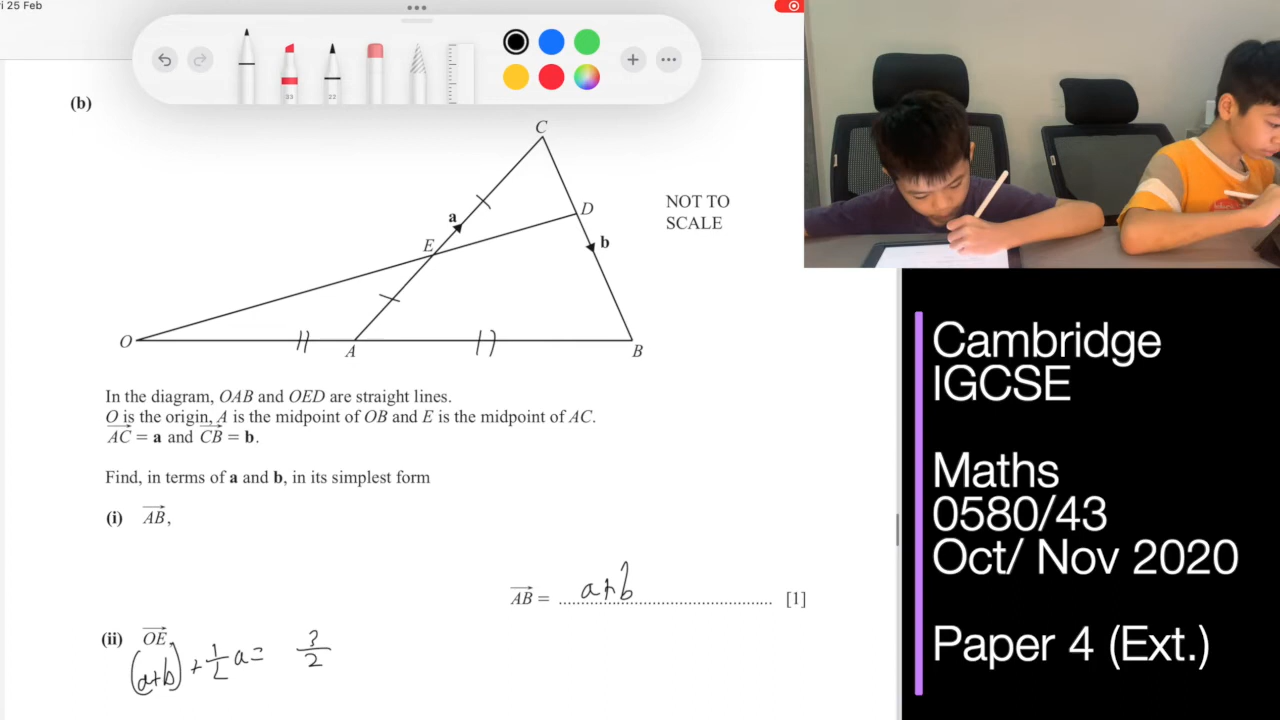 ri 25 Feb
33
22
(b)
C
a
E
D
b
NOT TO
SCALE
O
A
B
In the diagram, OAB and OED are straight lines.
O is the origin, A is the midpoint of OB and E is the midpoint of AC.
AC = a and CB = b.
Find, in terms of a and b, in its simplest form
(i) AB,
AB = a+b [1]
(ii) OE,
(a+b) + 1/2 a = 3/2
Cambridge
IGCSE
Maths
0580/43
Oct/ Nov 2020
Paper 4 (Ext.)